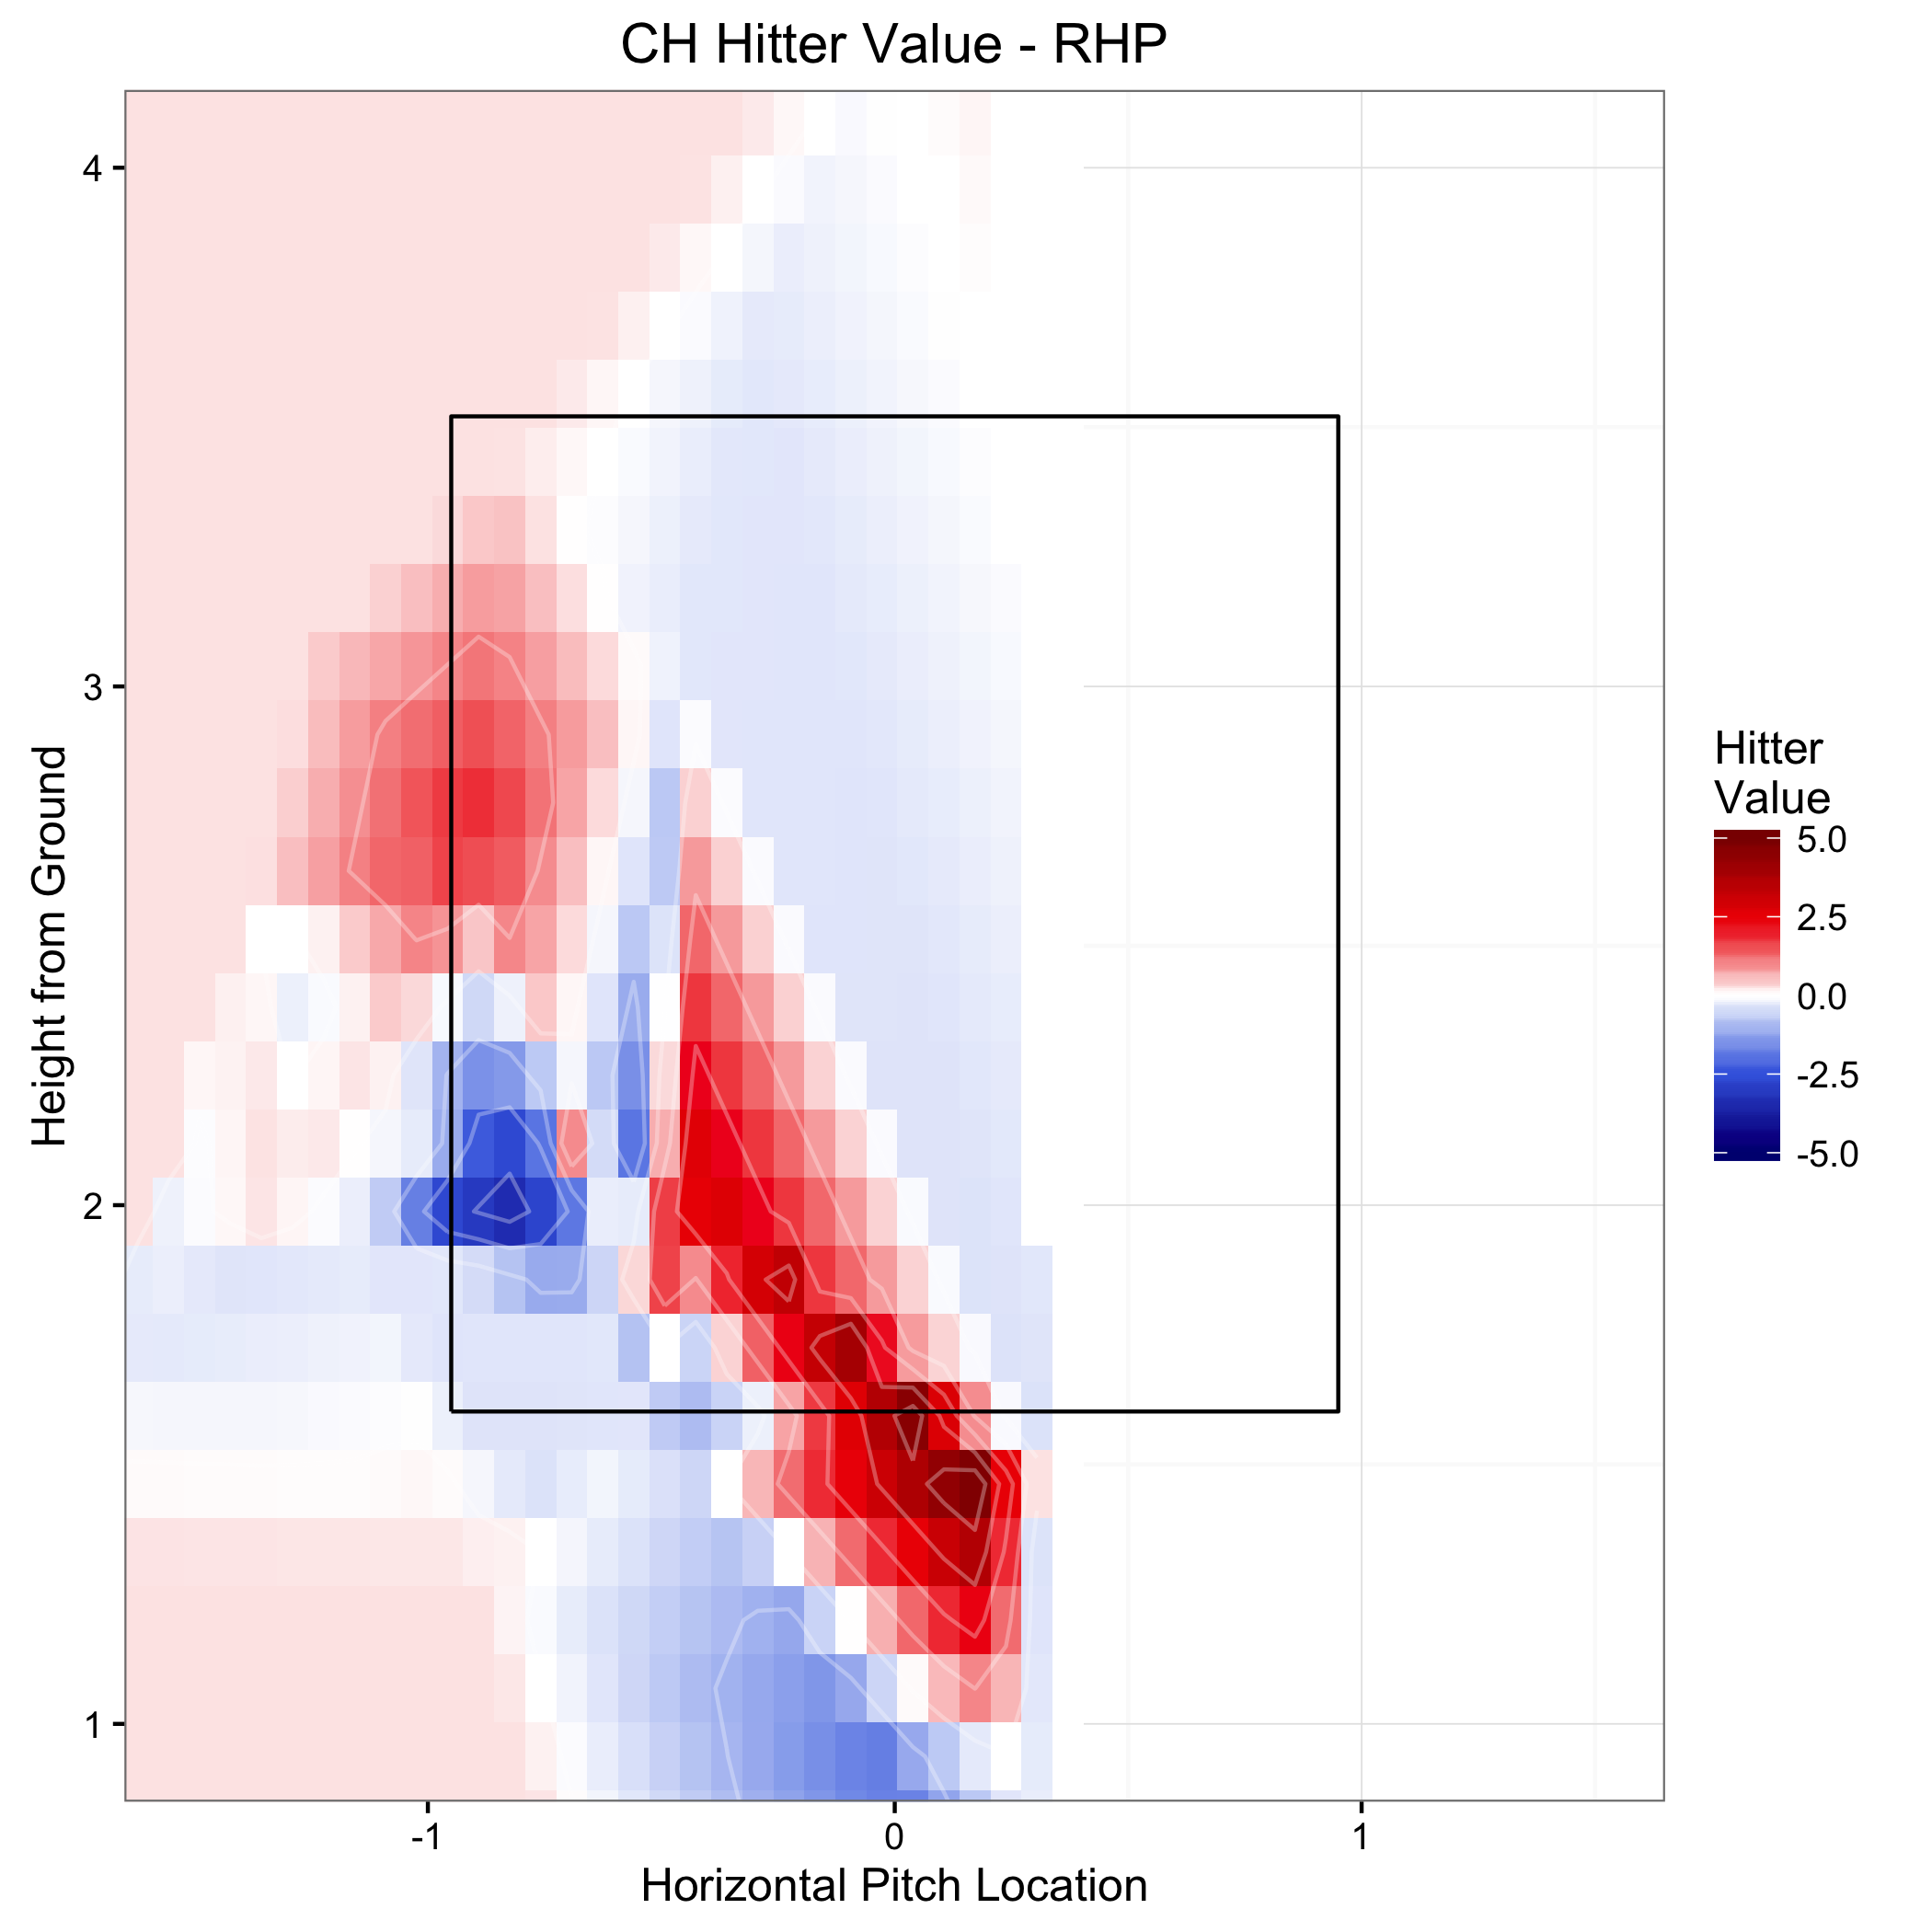 CH Hitter Value - RHP
4
3
2
1
Height from Ground
-1
0
1
Horizontal Pitch Location
Hitter
Value
5.0
2.5
0.0
-2.5
-5.0